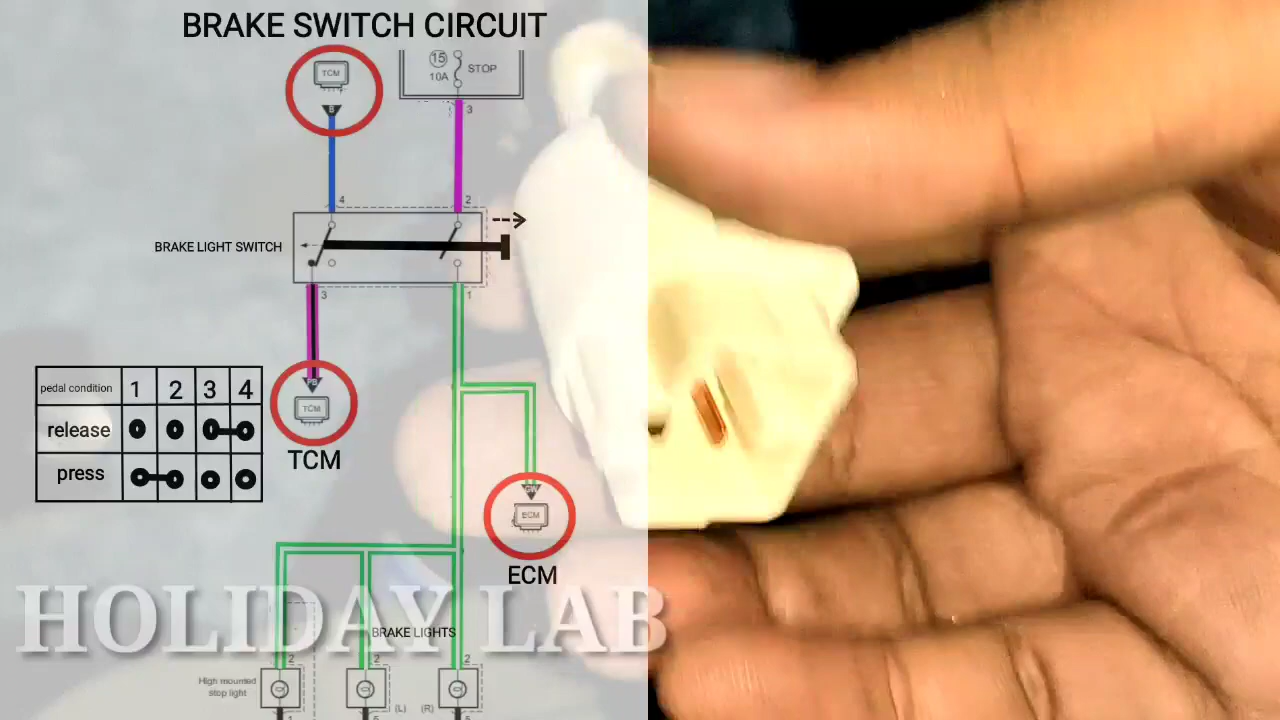 BRAKE SWITCH CIRCUIT
TCM
15
10A
STOP
B
3
4
2
BRAKE LIGHT SWITCH
3
1
pedal condition 1 2 3 4
release
press
PB
TCM
TCM
GW
ECM
ECM
HOLIDAY LAB
BRAKE LIGHTS
High mounted
stop light
2
2
2
(L)
(R)